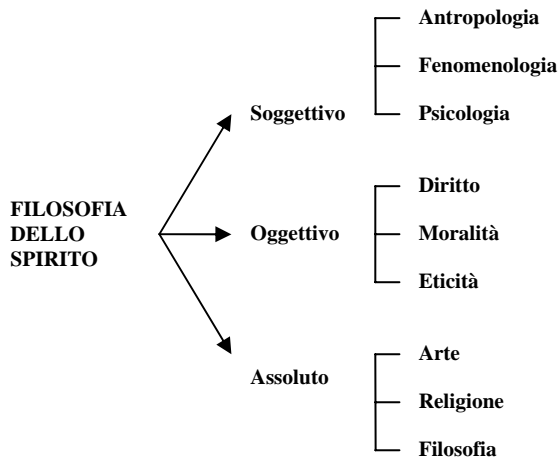 Antropologia
Fenomenologia
Soggettivo
Psicologia
Diritto
FILOSOFIA
DELLO
SPIRITO
Oggettivo
Moralità
Eticità
Arte
Assoluto
Religione
Filosofia